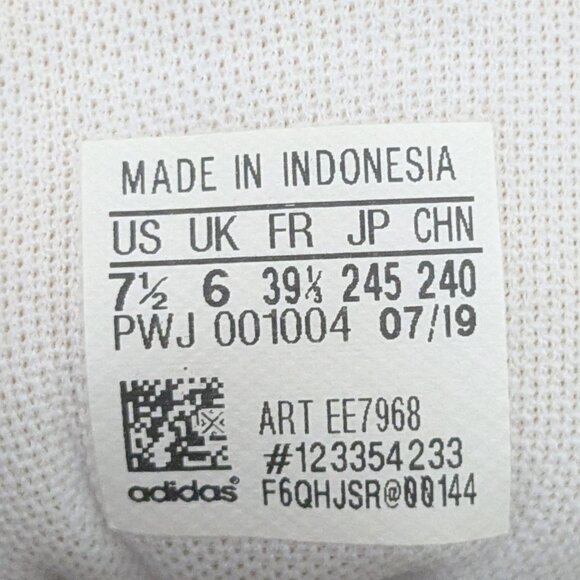 MADE IN INDONESIA
US UK FR JP CHN
7½ 6 39⅓ 245 240
PWJ 001004 07/19
ART EE7968
#123354233
adidas® F6QHJSR@00144